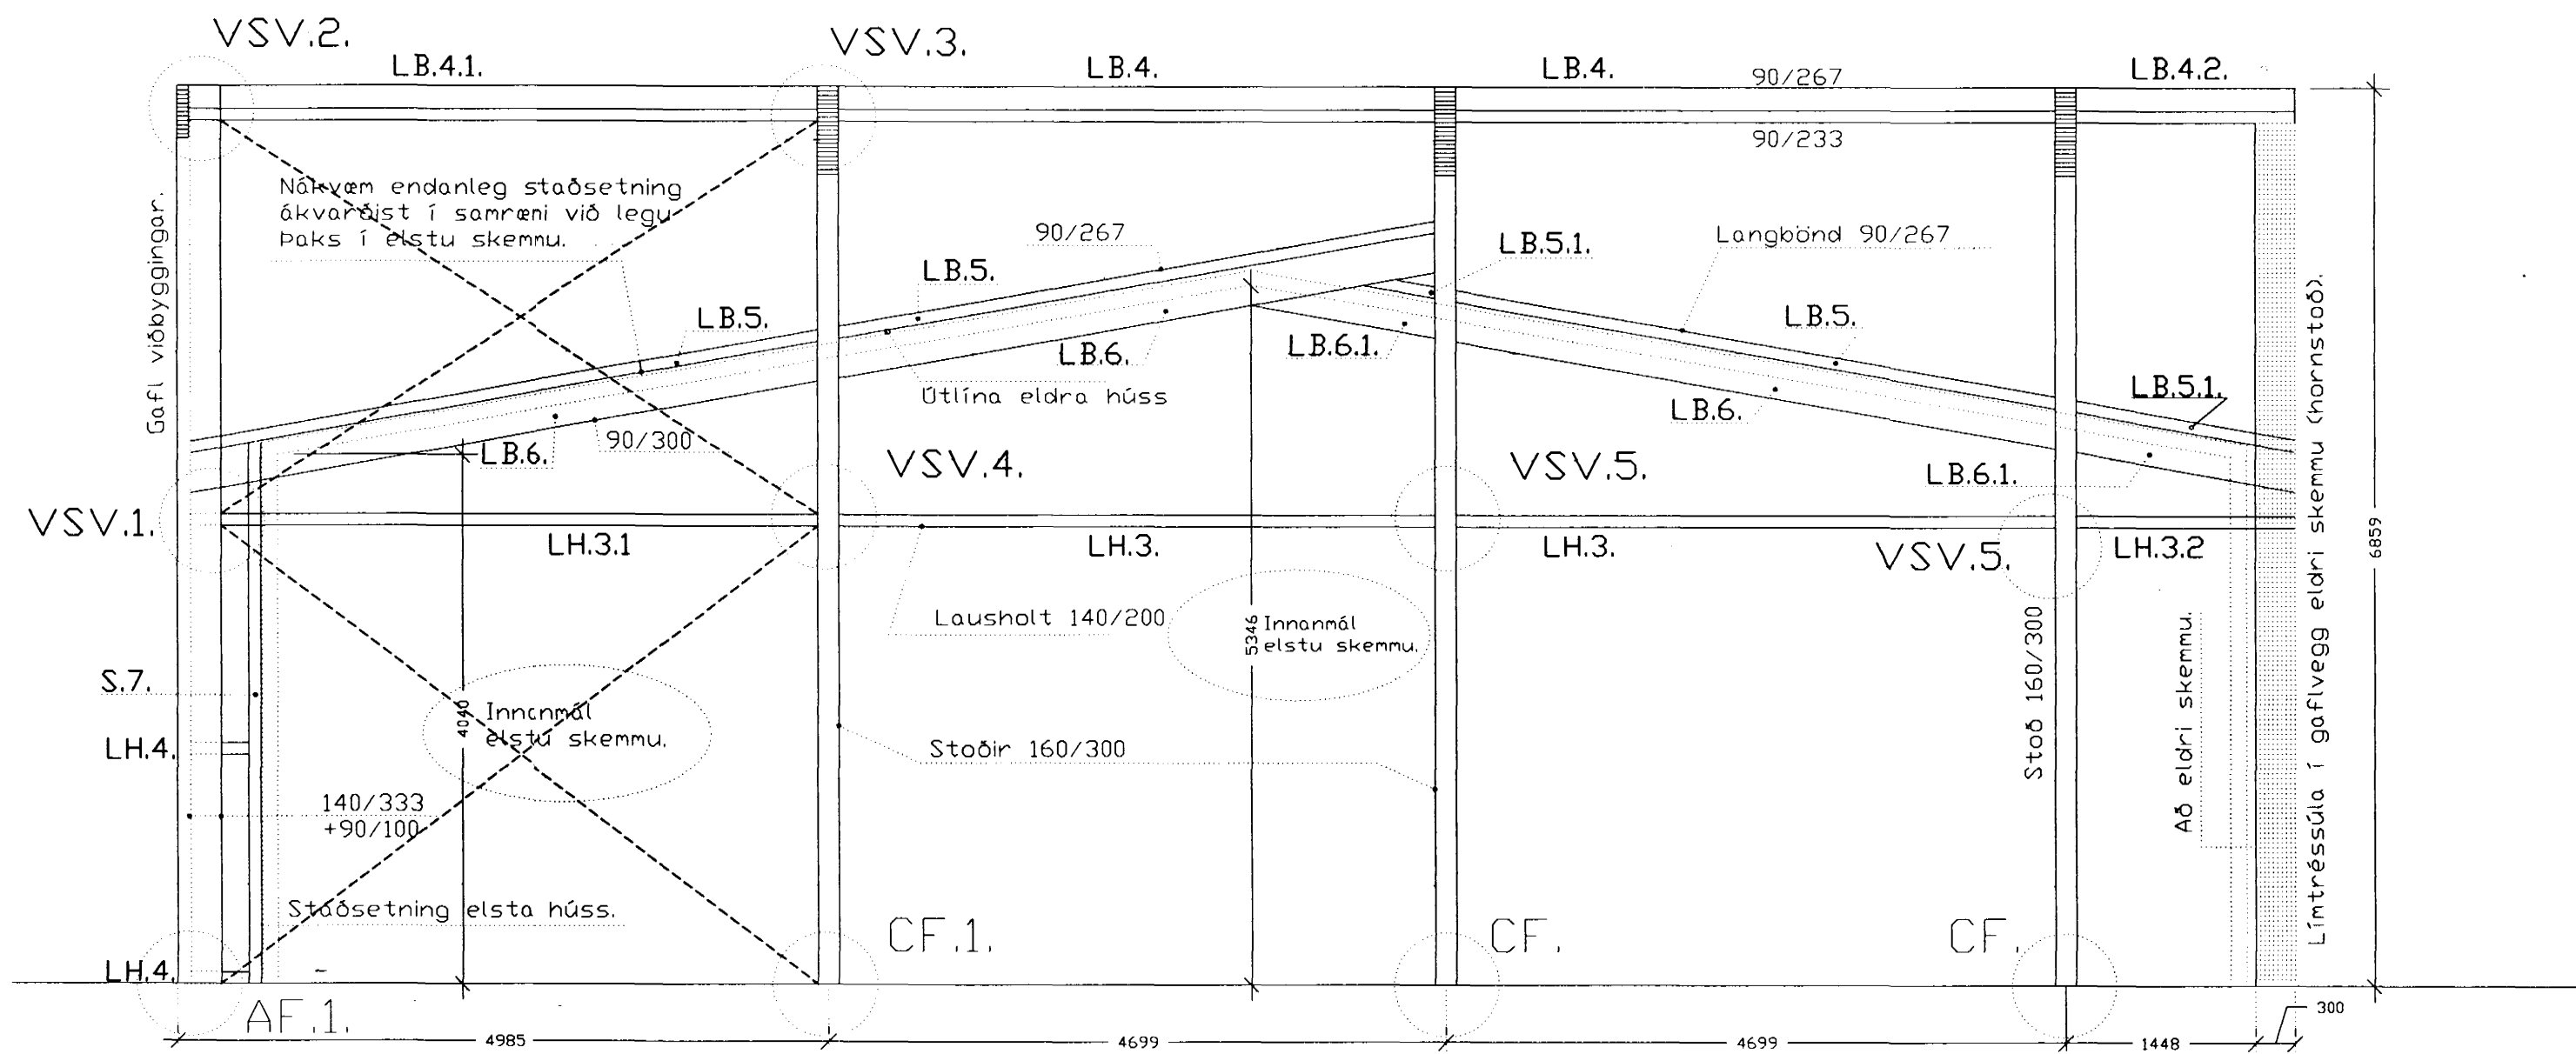 VSV.2.
LB.4.1.
VSV.3.
LB.4.
LB.4.
90/267
LB.4.2.
90/233
Gafl viðbyggingar.
Nákvæm endanleg staðsetning
ákvarðist í samræmi við legu
Þaks í elstu skemmu.
90/267
LB.5.
LB.5.
LB.5.1.
Langbönd 90/267
LB.5.
LB.5.1.
LB.6.
LB.6.1.
Útlína eldra húss
LB.6.
90/300
LB.6.
LB.6.1.
VSV.1.
VSV.4.
VSV.5.
VSV.5.
LH.3.1
LH.3.
LH.3.
LH.3.2
Lausholt 140/200
5346
Innanmál
elstu skemmu.
6859
S.7.
LH.4.
4040
Innanmál
elstu skemmu.
Stoðir 160/300
Stoð 160/300
Að eldri skemmu.
Límtréssúla í gaflvegg eldri skemmu (hornstoð).
140/333
+90/100
Staðsetning elsta húss.
LH.4.
AF.1.
CF.1.
CF.
CF.
4985
4699
4699
1448
300